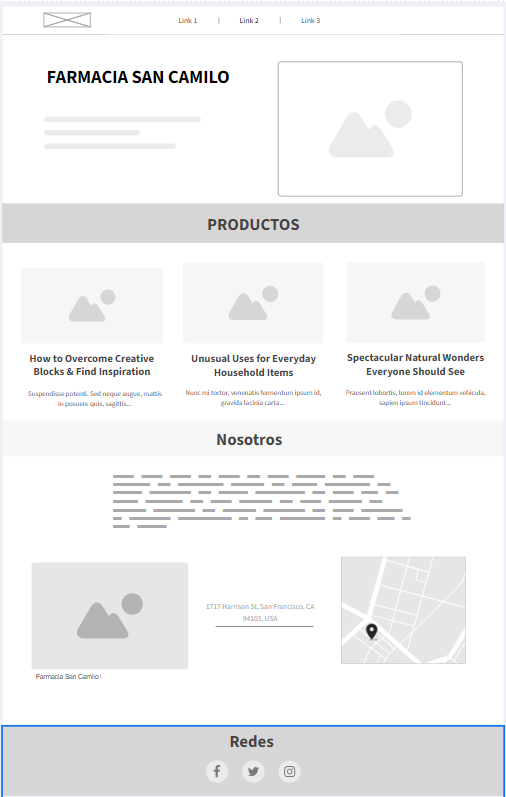 Link 1 | Link 2 | Link 3
FARMACIA SAN CAMILO
PRODUCTOS
How to Overcome Creative
Blocks & Find Inspiration
Suspendisse potenti. Sed neque augue, mattis
in posuere quis, sagittis...
Unusual Uses for Everyday
Household Items
Nunc mi tortor, venenatis fermentum ipsum id,
gravida lacinia carta...
Spectacular Natural Wonders
Everyone Should See
Praesent lobortis, lorem id elementum vehicula,
sapien ipsum tincidunt...
Nosotros
1717 Harrison St, San Francisco, CA
94103, USA
Farmacia San Camilo
Redes